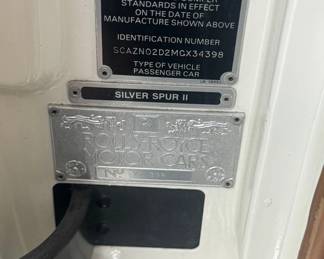 STANDARDS IN EFFECT
ON THE DATE OF
MANUFACTURE SHOWN ABOVE
IDENTIFICATION NUMBER
SCAZN02D2MCX34398
TYPE OF VEHICLE
PASSENGER CAR
SILVER SPUR II
ROLLS-ROYCE
MOTOR CARS